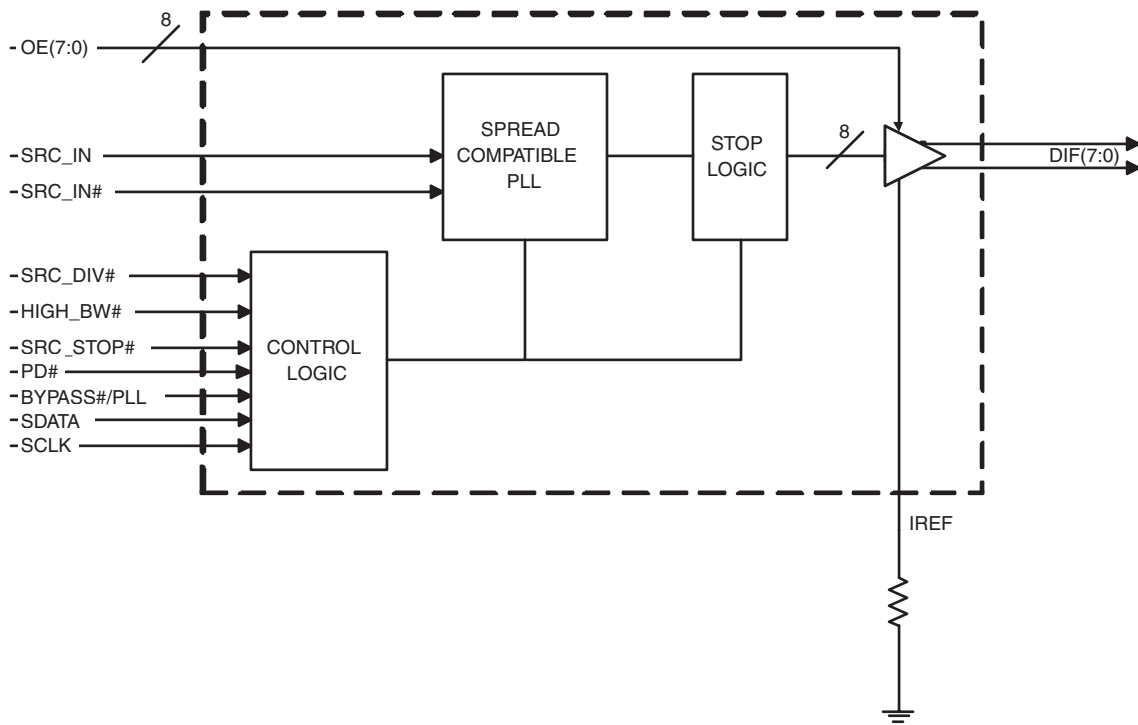 8
OE(7:0)
SPREAD
COMPATIBLE
PLL
STOP
LOGIC
8
DIF(7:0)
SRC_IN
SRC_IN#
SRC_DIV#
HIGH_BW#
SRC_STOP#
PD#
BYPASS#/PLL
SDATA
SCLK
CONTROL
LOGIC
IREF